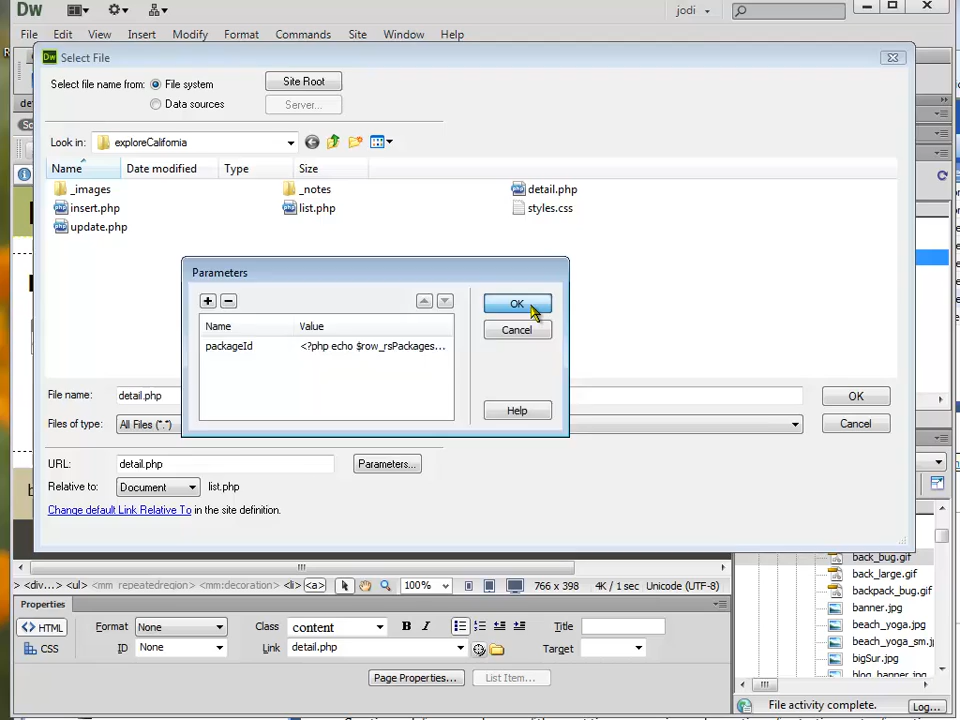 Dw
jodi
File Edit View Insert Modify Format Commands Site Window Help
Dw Select File
Select file name from: File system Site Root
Data sources Server...
Look in: exploreCalifornia
Name Date modified Type Size
_images _notes detail.php
insert.php list.php styles.css
update.php
Parameters
OK
Name Value
Cancel
packageId <?php echo $row_rsPackages...
File name: detail.php OK
Help
Files of type: All Files (*.*) Cancel
URL: detail.php Parameters...
Relative to: Document list.php
Change default Link Relative To in the site definition.
back_bug.gif
back_large.gif
backpack_bug.gif
banner.jpg
beach_yoga.jpg
beach_yoga_sm.j
bigSur.jpg
blog_banner.jpg
> <div...> <ul> <mm_repeatedregion> <mm:decoration> <li> <a> 100% 766 x 398 4K / 1 sec Unicode (UTF-8)
Properties
<> HTML Format None Class content B I Title
CSS ID None Link detail.php Target
Page Properties... List Item...
File activity complete. Log...